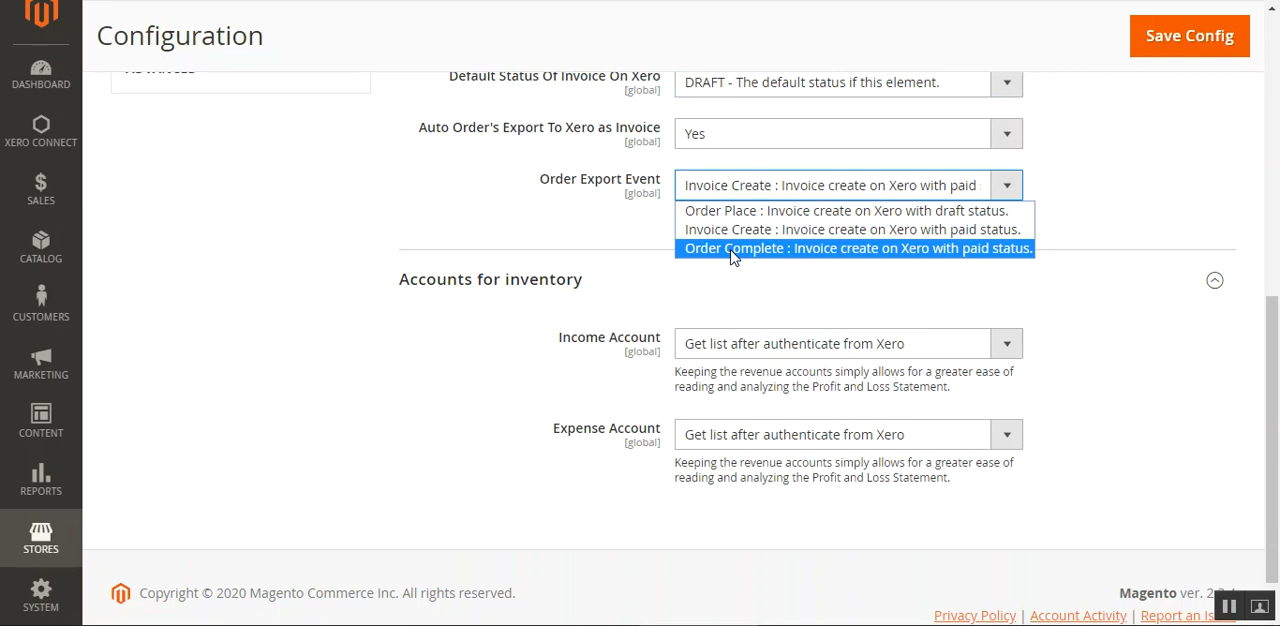 Configuration
Save Config
DASHBOARD
XERO CONNECT
SALES
CATALOG
CUSTOMERS
MARKETING
CONTENT
REPORTS
STORES
SYSTEM
Default Status Of Invoice On Xero
[global]
DRAFT - The default status if this element.
Auto Order's Export To Xero as Invoice
[global]
Yes
Order Export Event
[global]
Invoice Create : Invoice create on Xero with paid
Order Place : Invoice create on Xero with draft status.
Invoice Create : Invoice create on Xero with paid status.
Order Complete : Invoice create on Xero with paid status.
Accounts for inventory
Income Account
[global]
Get list after authenticate from Xero
Keeping the revenue accounts simply allows for a greater ease of
reading and analyzing the Profit and Loss Statement.
Expense Account
[global]
Get list after authenticate from Xero
Keeping the revenue accounts simply allows for a greater ease of
reading and analyzing the Profit and Loss Statement.
Copyright © 2020 Magento Commerce Inc. All rights reserved.
Magento ver.
Privacy Policy | Account Activity | Report an